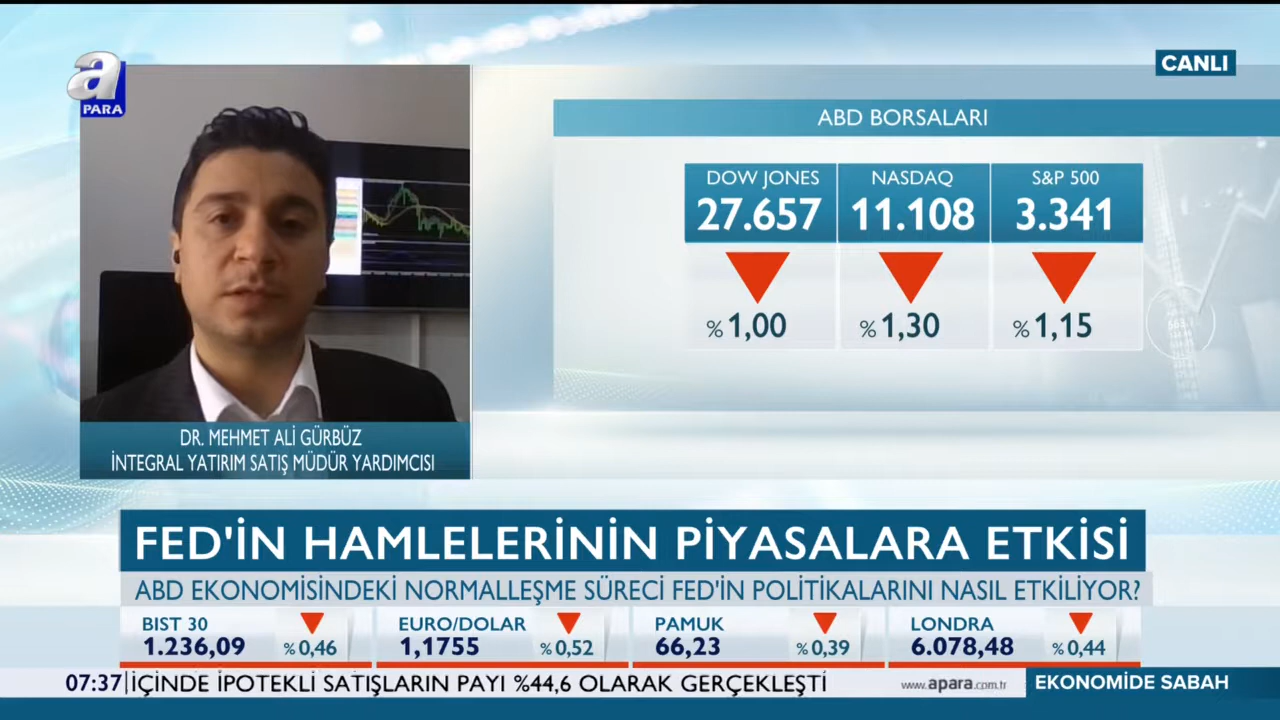 a
PARA
CANLI
ABD BORSALARI
DOW JONES
27.657
% 1,00
NASDAQ
11.108
% 1,30
S&P 500
3.341
% 1,15
DR. MEHMET ALİ GÜRBÜZ
İNTEGRAL YATIRIM SATIŞ MÜDÜR YARDIMCISI
FED'İN HAMLELERİNİN PİYASALARA ETKİSİ
ABD EKONOMİSİNDEKİ NORMALLEŞME SÜRECİ FED'İN POLİTİKALARINI NASIL ETKİLİYOR?
BIST 30
1.236,09
% 0,46
EURO/DOLAR
1,1755
% 0,52
PAMUK
66,23
% 0,39
LONDRA
6.078,48
% 0,44
07:37 İÇİNDE İPOTEKLİ SATIŞLARIN PAYI %44,6 OLARAK GERÇEKLEŞTİ
www.apara.com.tr
EKONOMİDE SABAH